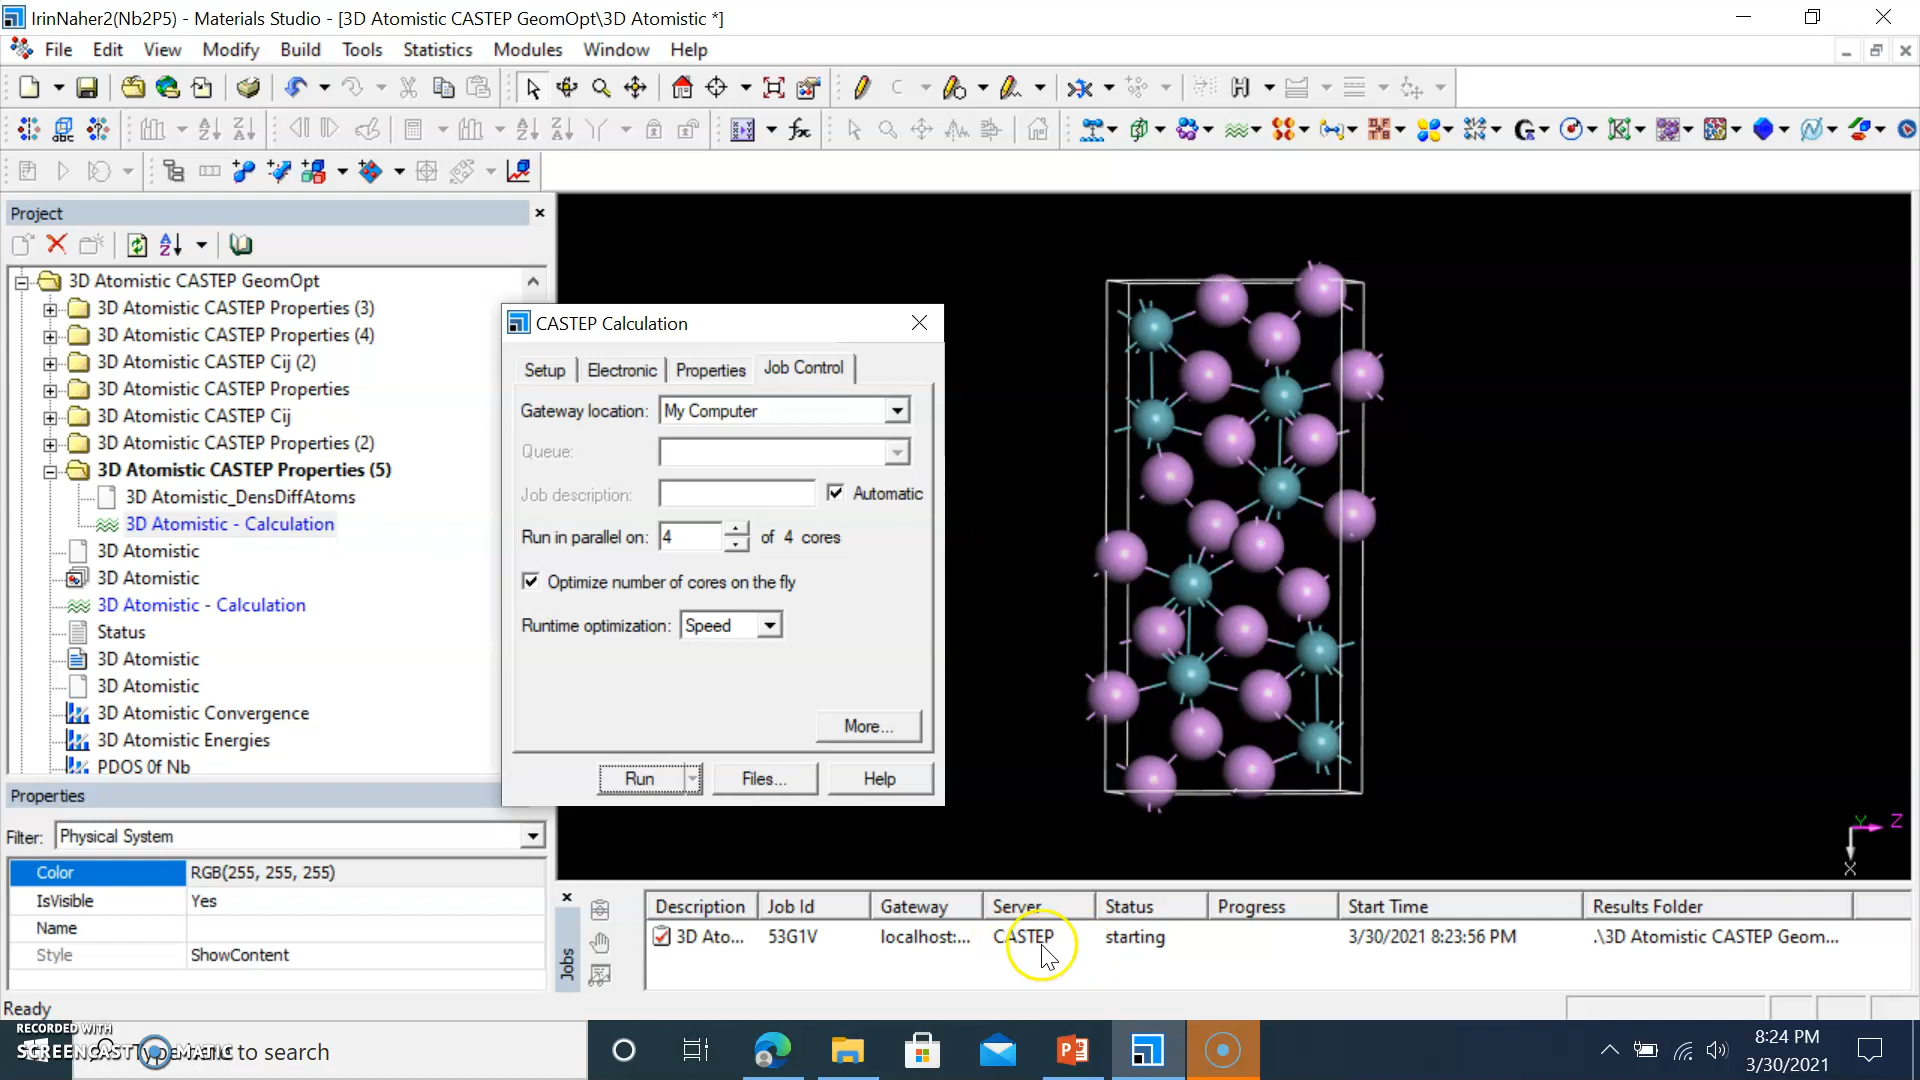 IrinNaher2(Nb2P5) - Materials Studio - [3D Atomistic CASTEP GeomOpt\3D Atomistic *]
File Edit View Modify Build Tools Statistics Modules Window Help
Project
3D Atomistic CASTEP GeomOpt
3D Atomistic CASTEP Properties (3)
3D Atomistic CASTEP Properties (4)
3D Atomistic CASTEP Cij (2)
3D Atomistic CASTEP Properties
3D Atomistic CASTEP Cij
3D Atomistic CASTEP Properties (2)
3D Atomistic CASTEP Properties (5)
3D Atomistic_DensDiffAtoms
3D Atomistic - Calculation
3D Atomistic
3D Atomistic
3D Atomistic - Calculation
Status
3D Atomistic
3D Atomistic
3D Atomistic Convergence
3D Atomistic Energies
PDOS 0f Nb
CASTEP Calculation
Setup Electronic Properties Job Control
Gateway location: My Computer
Queue:
Job description: Automatic
Run in parallel on: 4 of 4 cores
Optimize number of cores on the fly
Runtime optimization: Speed
More...
Run Files... Help
Y Z
X
Properties
Filter: Physical System
Color RGB(255, 255, 255)
IsVisible Yes
Name
Style ShowContent
Jobs
Description Job Id Gateway Server Status Progress Start Time Results Folder
3D Ato... 53G1V localhost:... CASTEP starting 3/30/2021 8:23:56 PM .\3D Atomistic CASTEP Geom...
Ready
RECORDED WITH
SCREENCAST MATIC
Type here to search
8:24 PM
3/30/2021